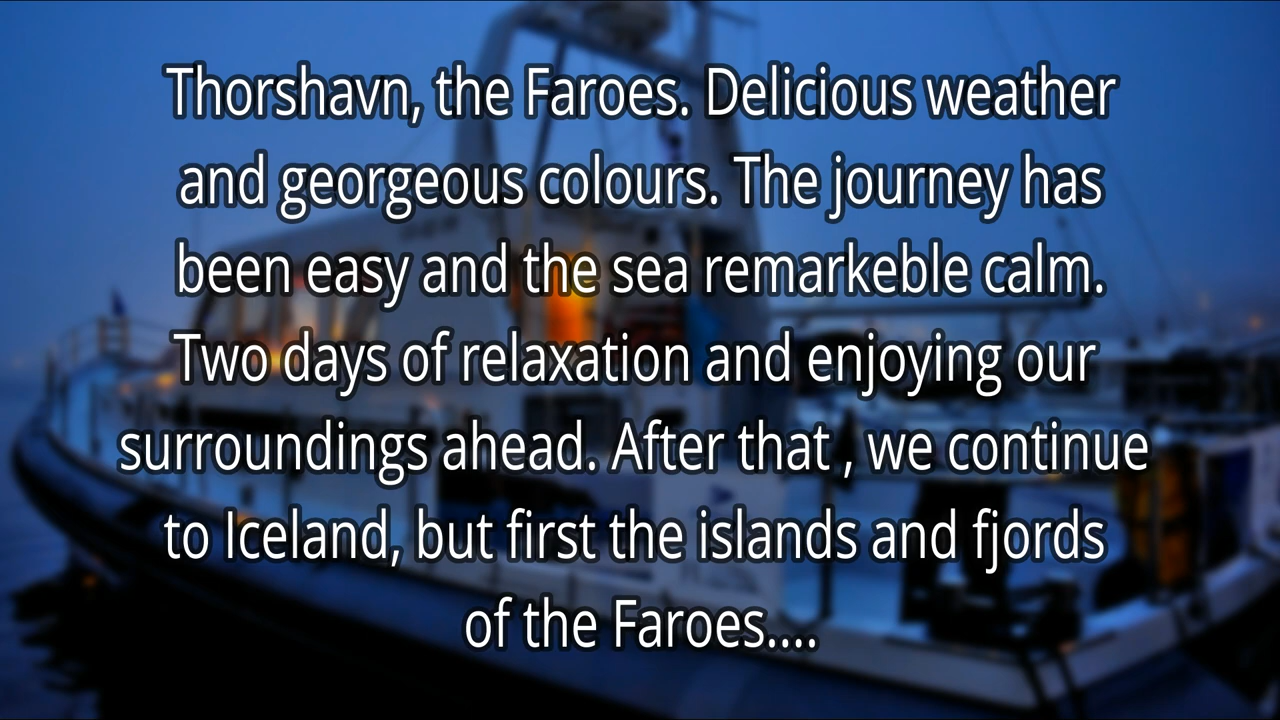 Thorshavn, the Faroes. Delicious weather
and georgeous colours. The journey has
been easy and the sea remarkeble calm.
Two days of relaxation and enjoying our
surroundings ahead. After that , we continue
to Iceland, but first the islands and fjords
of the Faroes....